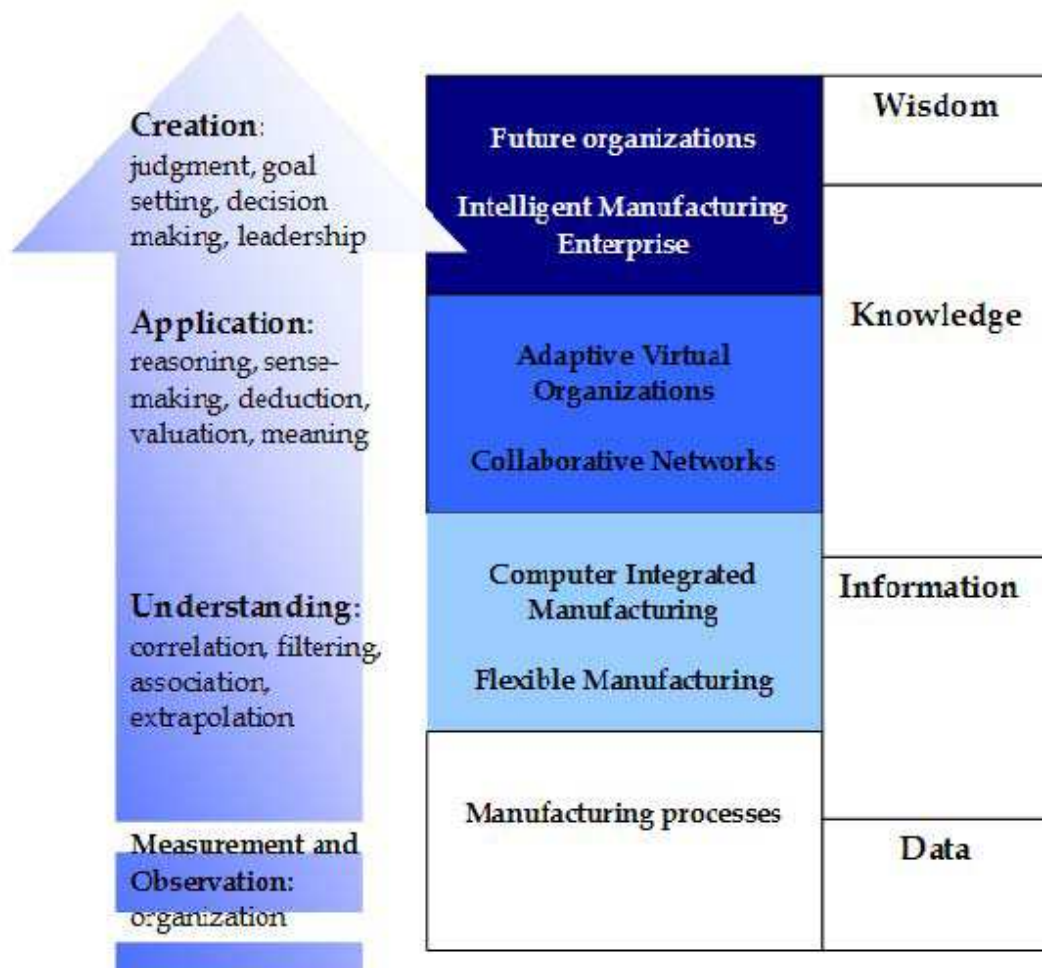 Creation:
judgment, goal
setting, decision
making, leadership
Application:
reasoning, sense-
making, deduction,
valuation, meaning
Understanding:
correlation, filtering,
association,
extrapolation
Measurement and
Observation:
organization
Future organizations
Intelligent Manufacturing
Enterprise
Adaptive Virtual
Organizations
Collaborative Networks
Computer Integrated
Manufacturing
Flexible Manufacturing
Manufacturing processes
Wisdom
Knowledge
Information
Data